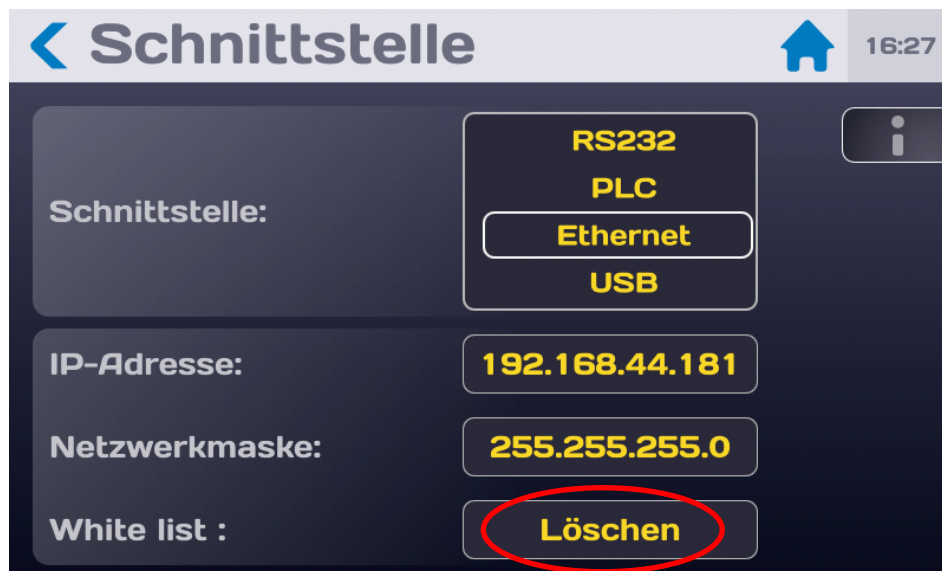 Schnittstelle
16:27
Schnittstelle:
RS232
PLC
Ethernet
USB
IP-Adresse:
192.168.44.181
Netzwerkmaske:
255.255.255.0
White list :
Löschen